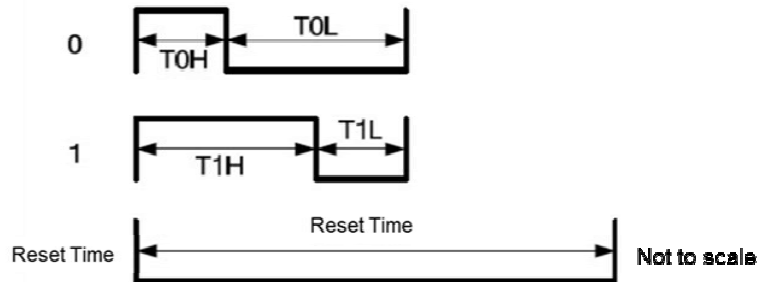 0 T0H T0L
1 T1H T1L
Reset Time Reset Time Not to scale